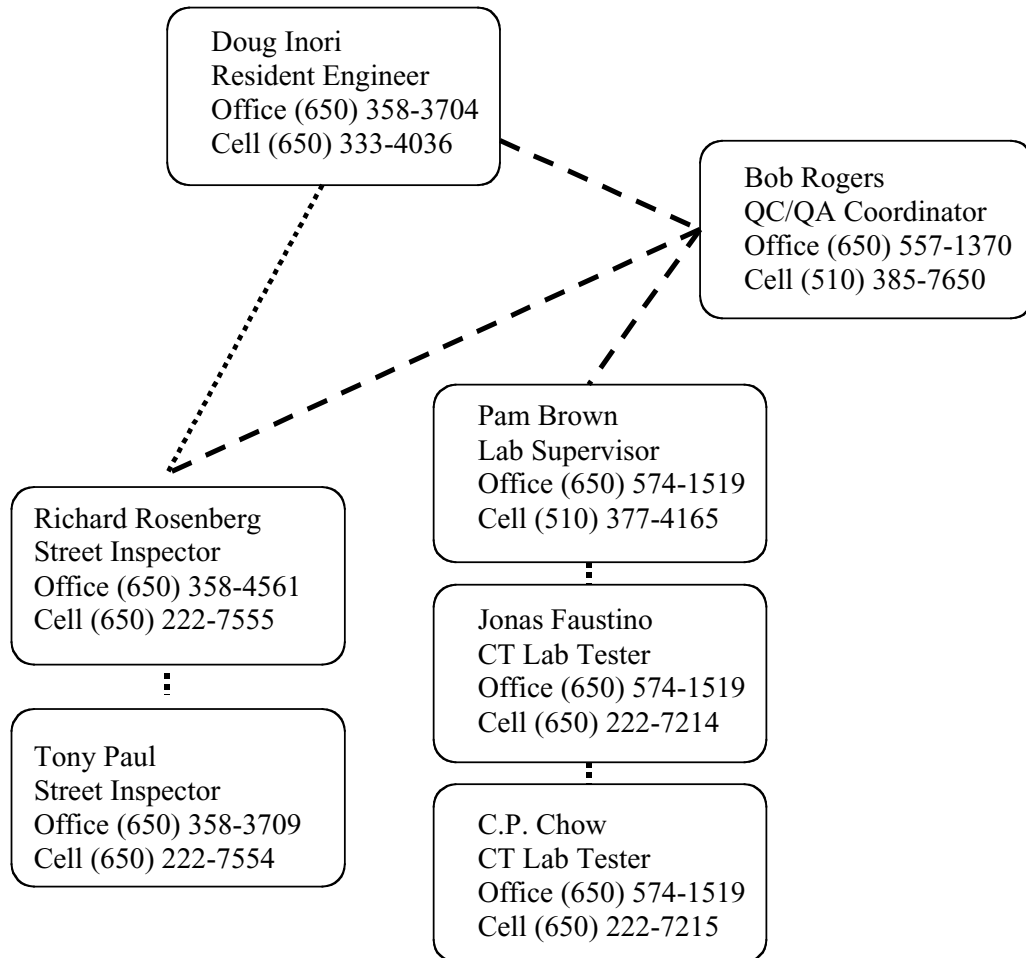 Doug Inori
Resident Engineer
Office (650) 358-3704
Cell (650) 333-4036
Bob Rogers
QC/QA Coordinator
Office (650) 557-1370
Cell (510) 385-7650
Pam Brown
Lab Supervisor
Office (650) 574-1519
Cell (510) 377-4165
Richard Rosenberg
Street Inspector
Office (650) 358-4561
Cell (650) 222-7555
Jonas Faustino
CT Lab Tester
Office (650) 574-1519
Cell (650) 222-7214
Tony Paul
Street Inspector
Office (650) 358-3709
Cell (650) 222-7554
C.P. Chow
CT Lab Tester
Office (650) 574-1519
Cell (650) 222-7215